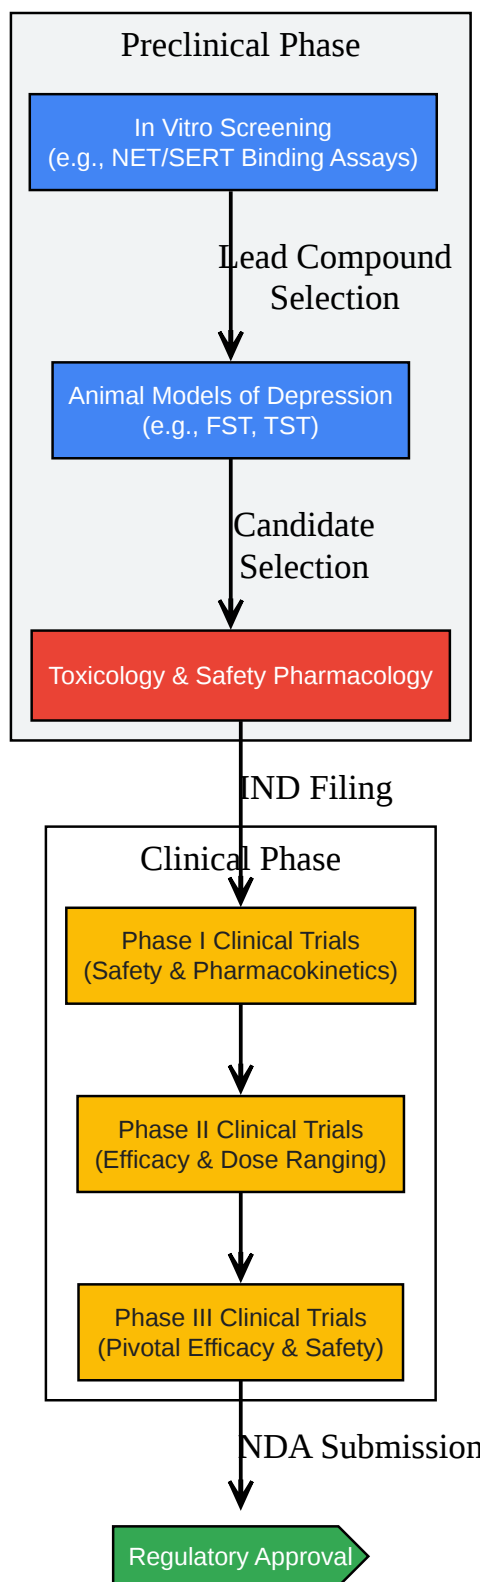 Preclinical Phase
In Vitro Screening
(e.g., NET/SERT Binding Assays)
Lead Compound
Selection
Animal Models of Depression
(e.g., FST, TST)
Candidate
Selection
Toxicology & Safety Pharmacology
IND Filing
Clinical Phase
Phase I Clinical Trials
(Safety & Pharmacokinetics)
Phase II Clinical Trials
(Efficacy & Dose Ranging)
Phase III Clinical Trials
(Pivotal Efficacy & Safety)
NDA Submission
Regulatory Approval